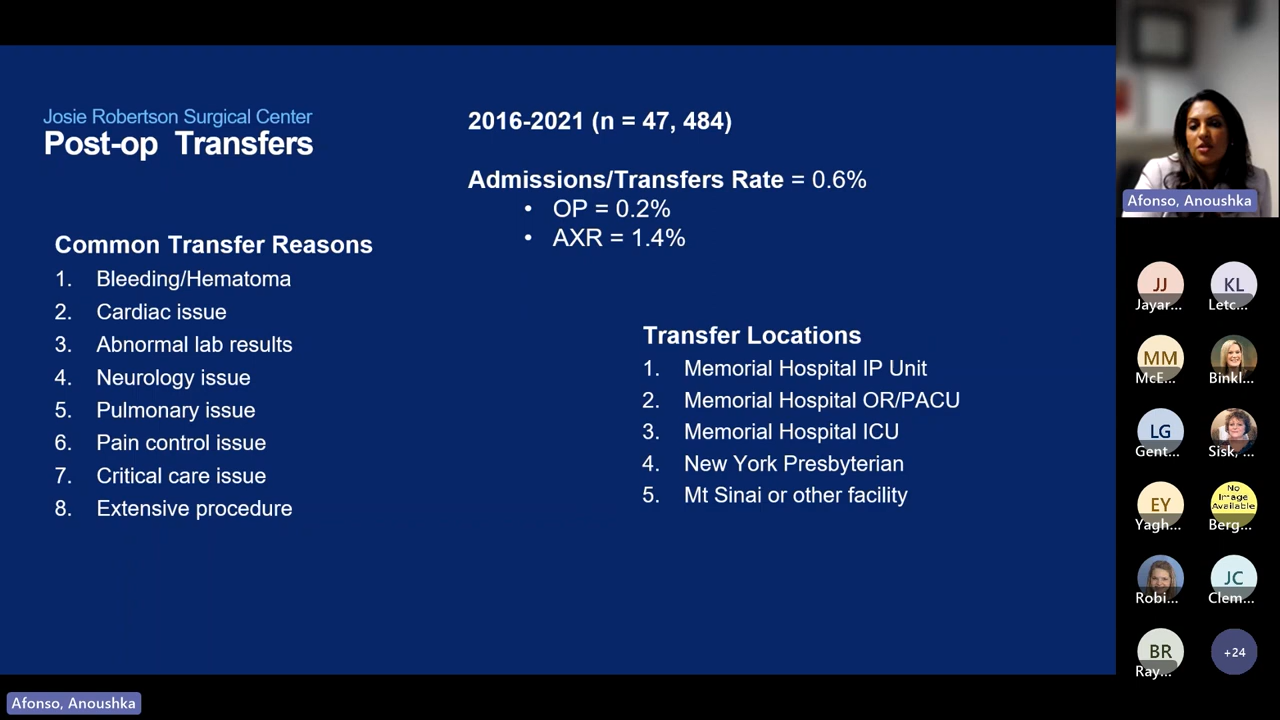 Josie Robertson Surgical Center
Post-op Transfers
2016-2021 (n = 47, 484)
Admissions/Transfers Rate = 0.6%
• OP = 0.2%
• AXR = 1.4%
Common Transfer Reasons
1. Bleeding/Hematoma
2. Cardiac issue
3. Abnormal lab results
4. Neurology issue
5. Pulmonary issue
6. Pain control issue
7. Critical care issue
8. Extensive procedure
Transfer Locations
1. Memorial Hospital IP Unit
2. Memorial Hospital OR/PACU
3. Memorial Hospital ICU
4. New York Presbyterian
5. Mt Sinai or other facility
Afonso, Anoushka
JJ
Jayar...
KL
Letc...
MM
McE...
Binkl...
LG
Gent...
Sisk, ...
EY
Yagh...
No
Image
Available
Berg...
Robi...
JC
Clem...
BR
Ray...
+24
Afonso, Anoushka